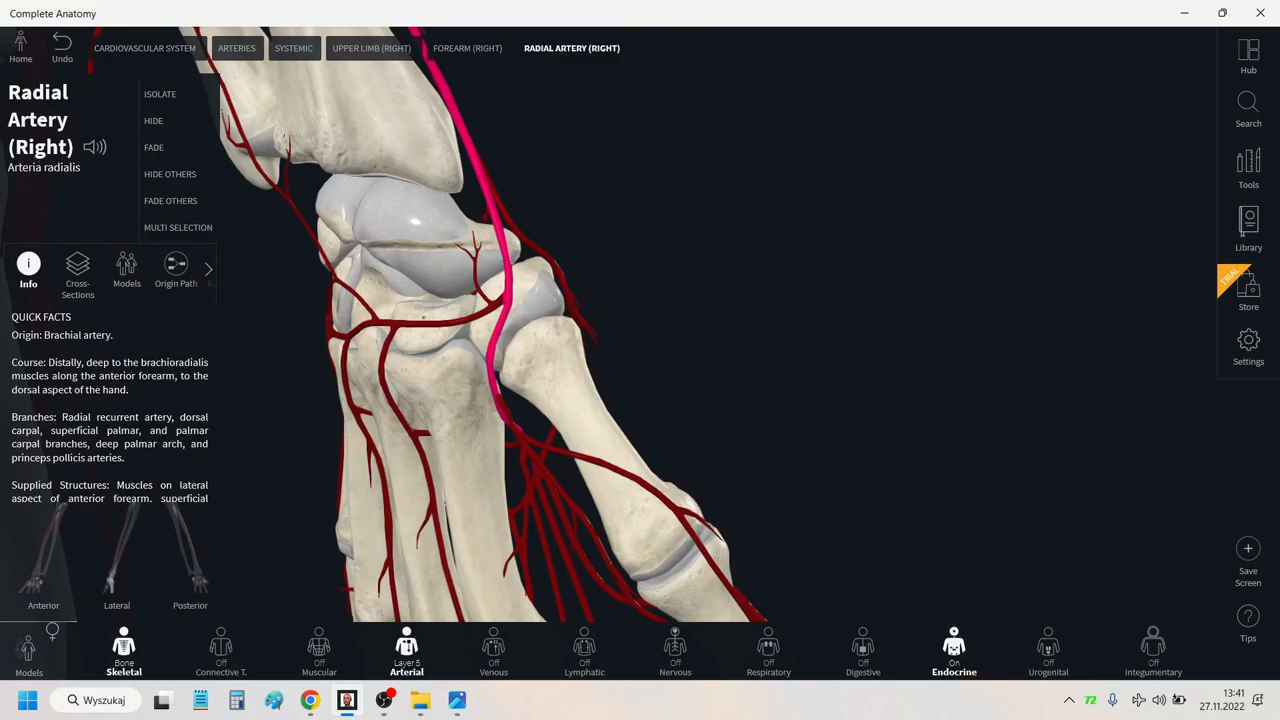 Complete Anatomy
Home
Undo
CARDIOVASCULAR SYSTEM
ARTERIES
SYSTEMIC
UPPER LIMB (RIGHT)
FOREARM (RIGHT)
RADIAL ARTERY (RIGHT)
Radial
Artery
(Right)
Arteria radialis
ISOLATE
HIDE
FADE
HIDE OTHERS
FADE OTHERS
MULTI SELECTION
Info
Cross-
Sections
Models
Origin Path
QUICK FACTS
Origin: Brachial artery.
Course: Distally, deep to the brachioradialis
muscles along the anterior forearm, to the
dorsal aspect of the hand.
Branches: Radial recurrent artery, dorsal
carpal, superficial palmar, and palmar
carpal branches, deep palmar arch, and
princeps pollicis arteries.
Supplied Structures: Muscles on lateral
aspect of anterior forearm. superficial
Anterior
Lateral
Posterior
Hub
Search
Tools
Library
TRIAL
Store
Settings
Save
Screen
Tips
Models
Bone
Skeletal
Off
Connective T.
Off
Muscular
Layer 5
Arterial
Off
Venous
Off
Lymphatic
Off
Nervous
Off
Respiratory
Off
Digestive
On
Endocrine
Off
Urogenital
Off
Integumentary
Wyszukaj
72
13:41
27.11.2022